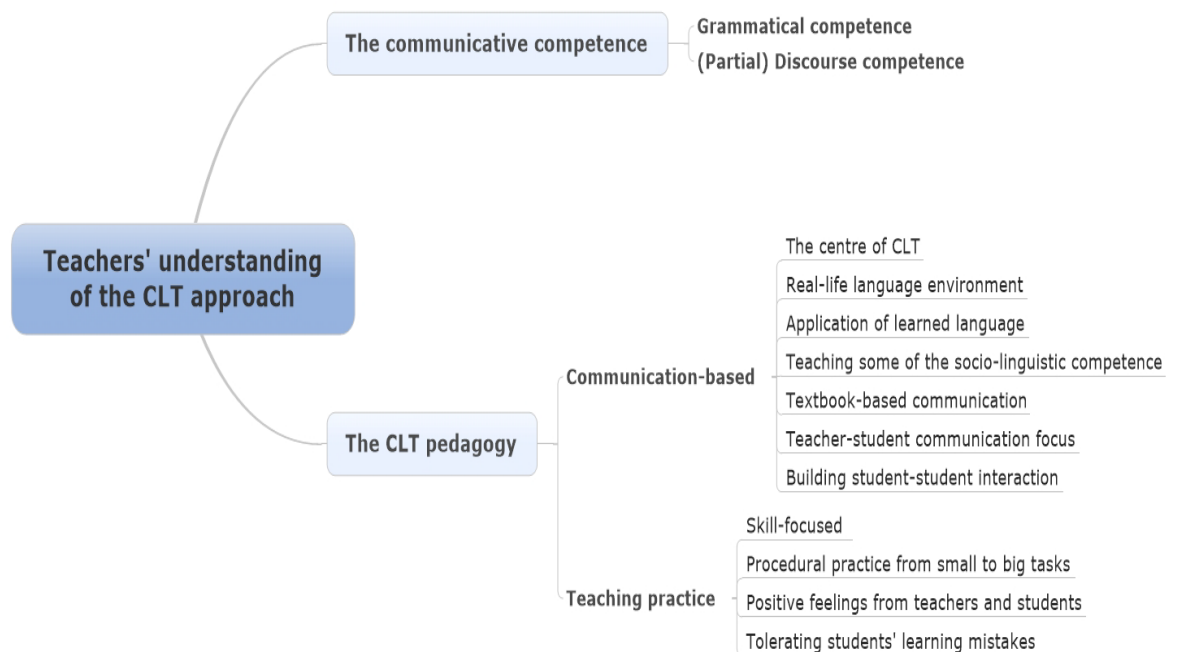 The communicative competence
Grammatical competence
(Partial) Discourse competence
Teachers' understanding
of the CLT approach
The CLT pedagogy
Communication-based
The centre of CLT
Real-life language environment
Application of learned language
Teaching some of the socio-linguistic competence
Textbook-based communication
Teacher-student communication focus
Building student-student interaction
Teaching practice
Skill-focused
Procedural practice from small to big tasks
Positive feelings from teachers and students
Tolerating students' learning mistakes